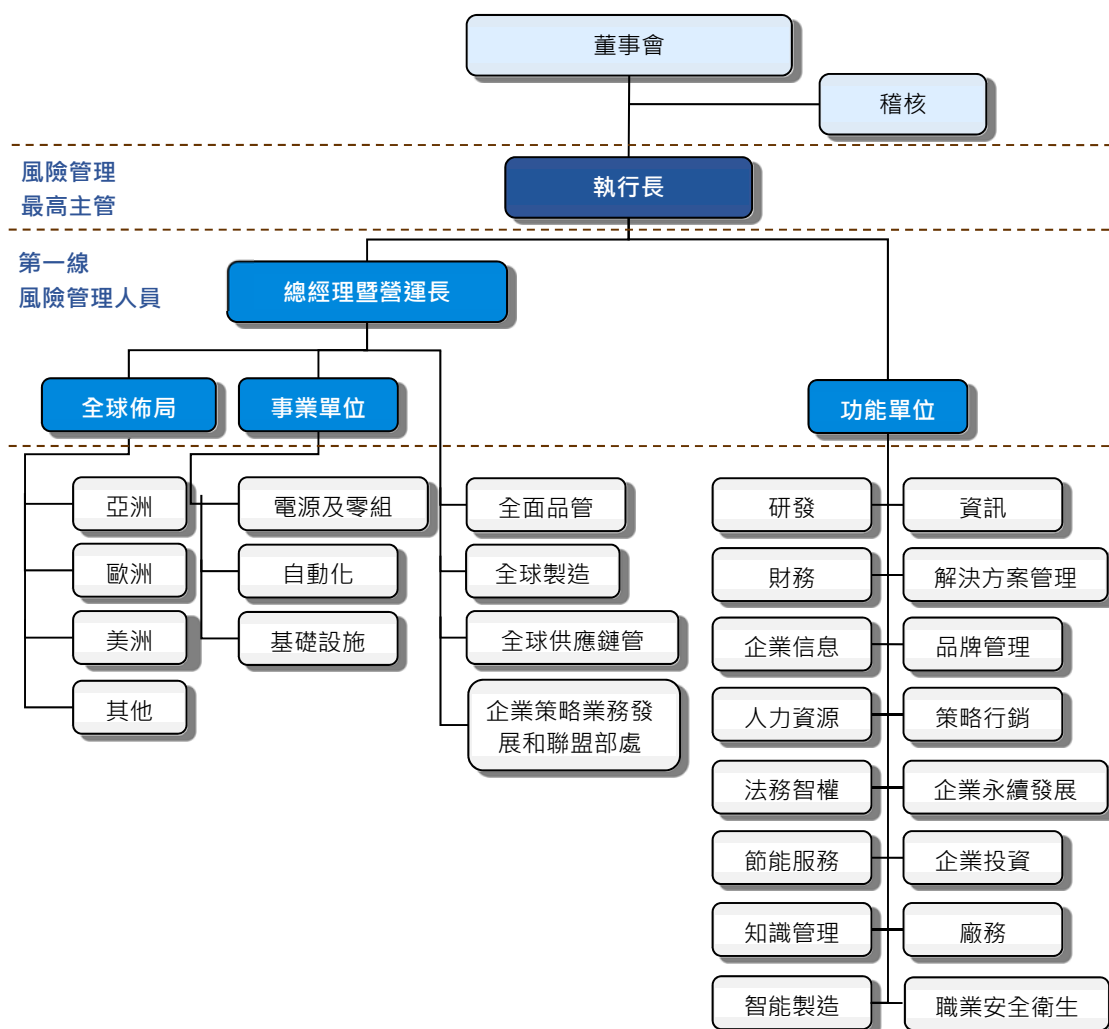 董事會
稽核
風險管理
最高主管
執行長
第一線
風險管理人員
總經理暨營運長
全球佈局
事業單位
功能單位
亞洲
歐洲
美洲
其他
電源及零組
自動化
基礎設施
全面品管
全球製造
全球供應鏈管
企業策略業務發
展和聯盟部處
研發
資訊
財務
解決方案管理
企業信息
品牌管理
人力資源
策略行銷
法務智權
企業永續發展
節能服務
企業投資
知識管理
廠務
智能製造
職業安全衛生